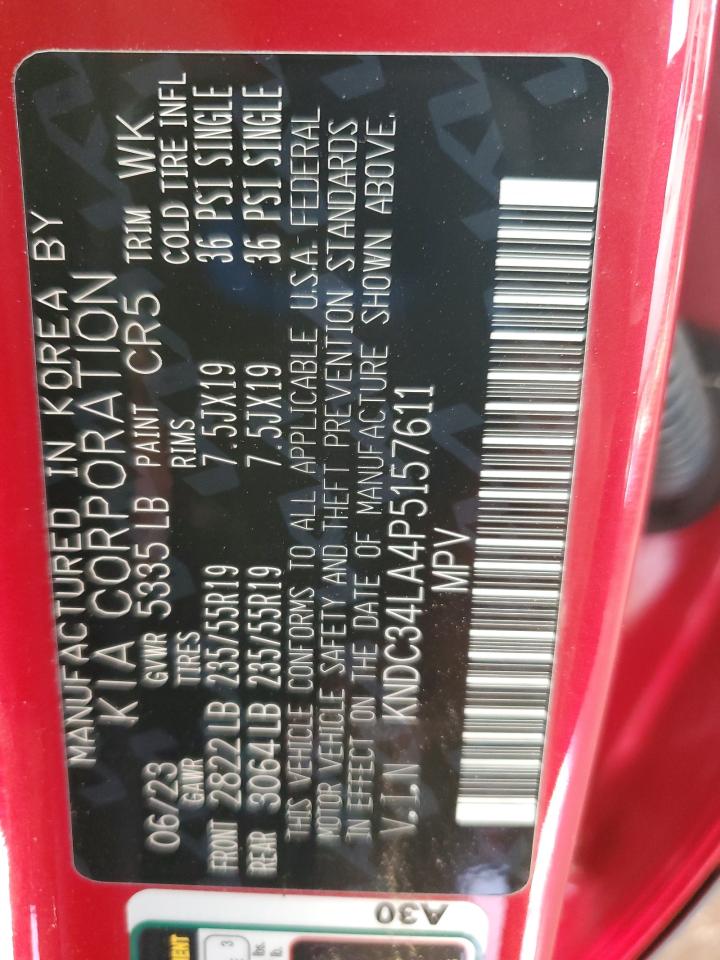 MANUFACTURED IN KOREA BY
KIA CORPORATION
06/23 GVWR 5335 LB PAINT CR5 TRIM WK
GAWR TIRES RIMS COLD TIRE INFL
FRONT 2822 LB 235/55R19 7.5JX19 36 PSI SINGLE
REAR 3064 LB 235/55R19 7.5JX19 36 PSI SINGLE
THIS VEHICLE CONFORMS TO ALL APPLICABLE U.S.A. FEDERAL
MOTOR VEHICLE SAFETY AND THEFT PREVENTION STANDARDS
IN EFFECT ON THE DATE OF MANUFACTURE SHOWN ABOVE.
V.I.N KNDC34LA4P5157611
MPV
A30
3
lbs.
lb.